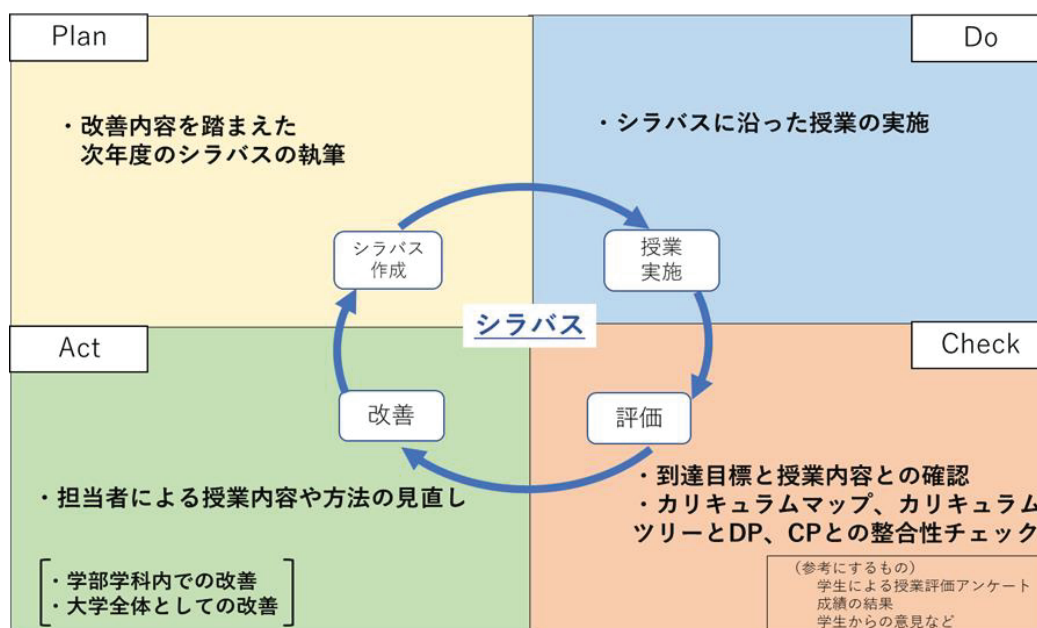 Plan
・改善内容を踏まえた
次年度のシラバスの執筆
Do
・シラバスに沿った授業の実施
シラバス
作成
授業
実施
シラバス
Act
改善
・担当者による授業内容や方法の見直し
・学部学科内での改善
・大学全体としての改善
Check
評価
・到達目標と授業内容との確認
・カリキュラムマップ、カリキュラム
ツリーとDP、CPとの整合性チェック
（参考にするもの）
学生による授業評価アンケート
成績の結果
学生からの意見など